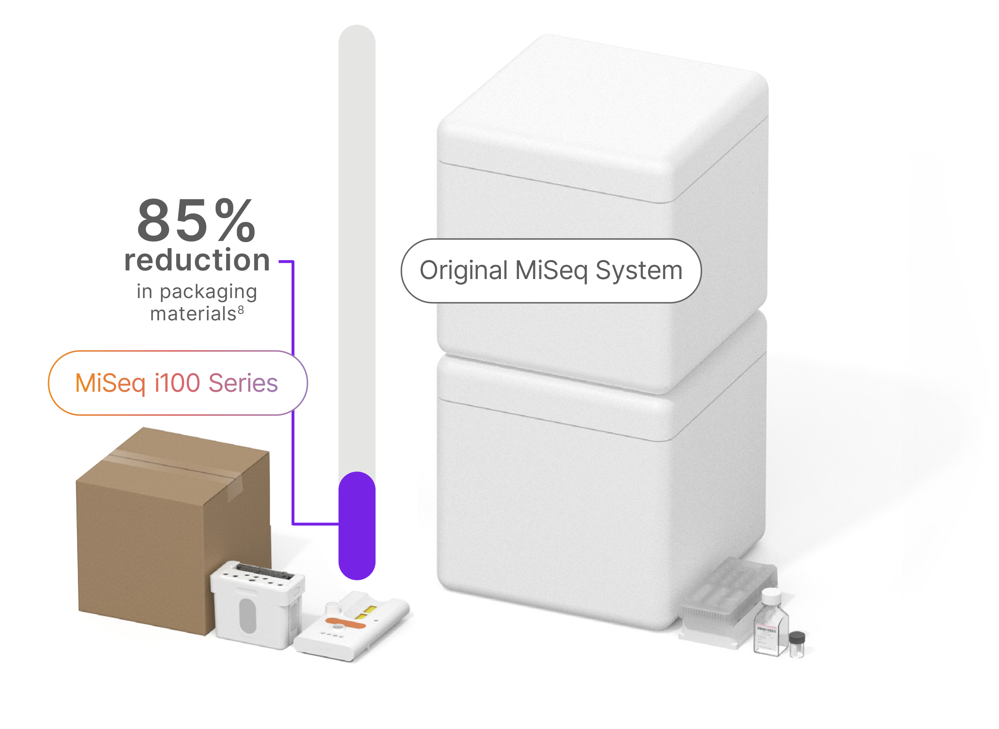 85%
reduction
in packaging
materials⁸
MiSeq i100 Series
Original MiSeq System